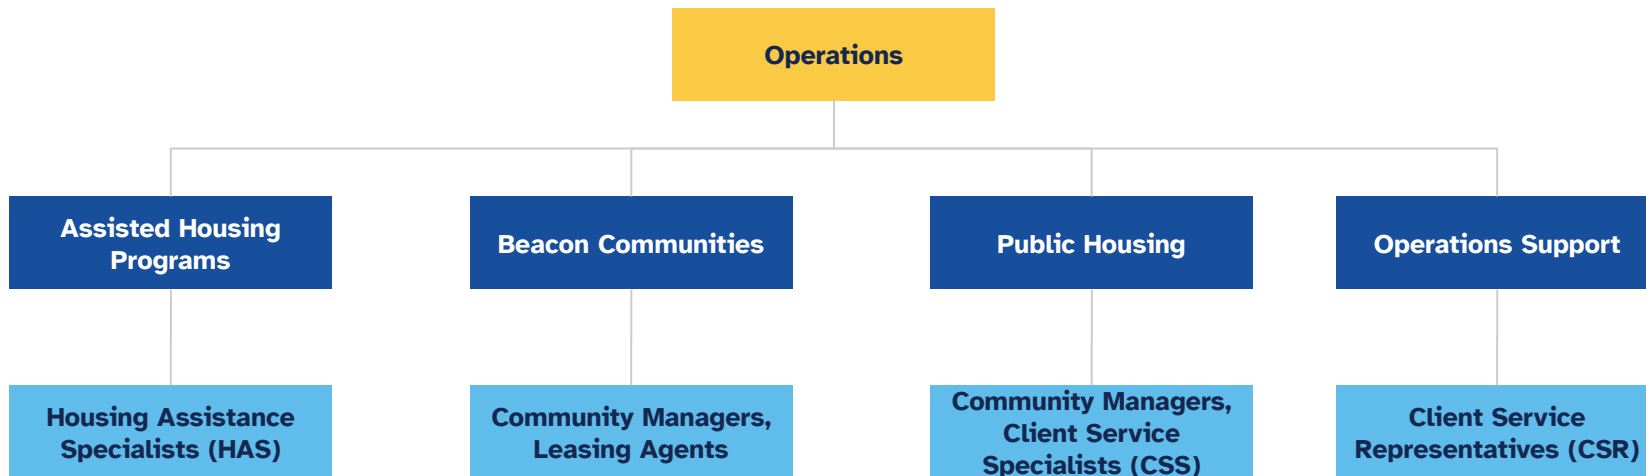 Operations
Assisted Housing
Programs
Beacon Communities
Public Housing
Operations Support
Housing Assistance
Specialists (HAS)
Community Managers,
Leasing Agents
Community Managers,
Client Service
Specialists (CSS)
Client Service
Representatives (CSR)